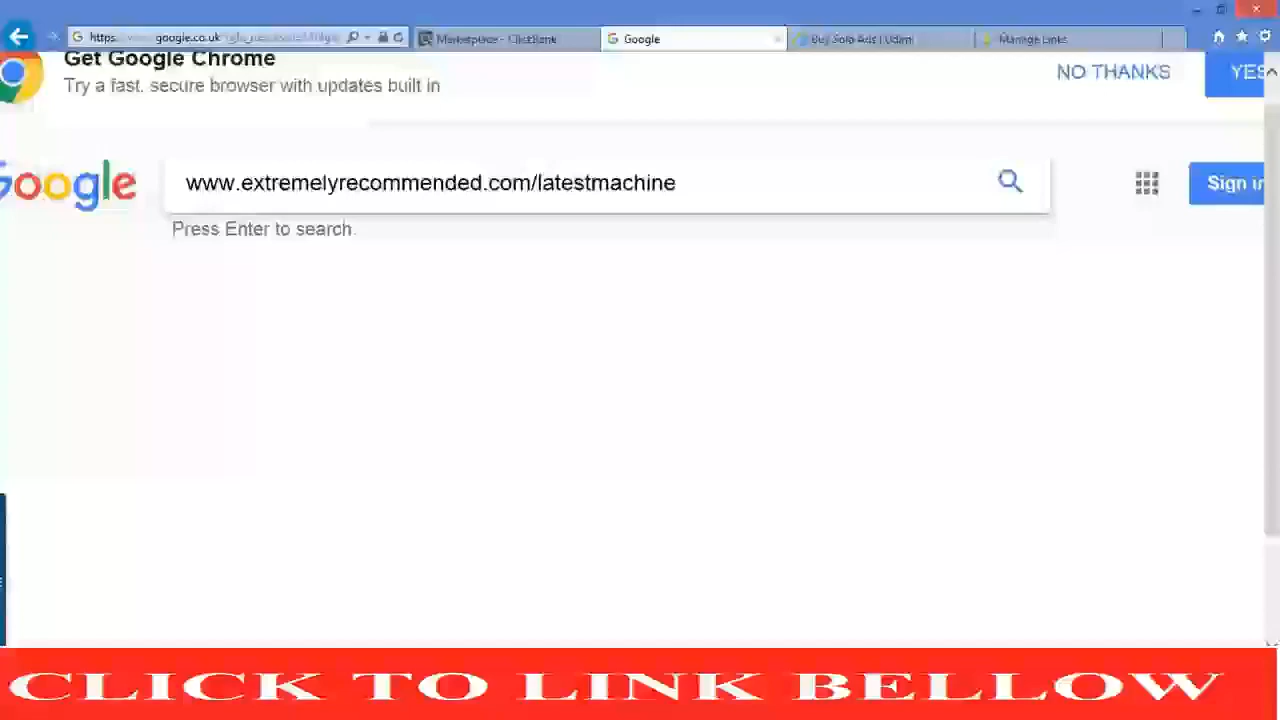 https: google.co.uk
Marketplace - ClickBank
Google
Buy Solo Ads | Udimi
Manage Links
Get Google Chrome
Try a fast, secure browser with updates built in
NO THANKS
YES
Google
www.extremelyrecommended.com/latestmachine
Sign in
Press Enter to search.
CLICK TO LINK BELLOW